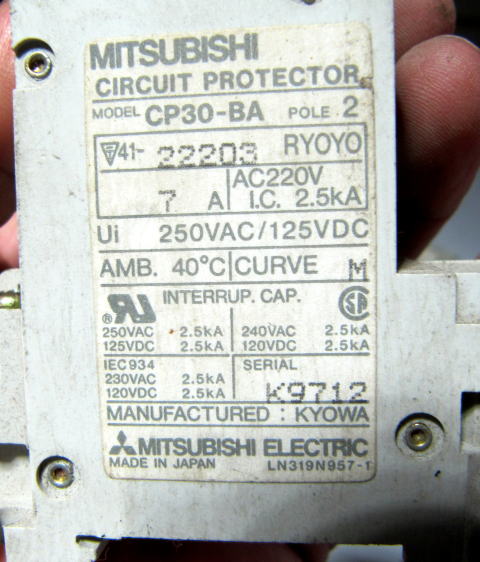 MITSUBISHI
CIRCUIT PROTECTOR
MODEL CP30-BA POLE 2
41- 22203 RYOYO
7 A AC220V
I.C. 2.5kA
Ui 250VAC/125VDC
AMB. 40°C CURVE M
INTERRUP. CAP.
250VAC 2.5kA 240VAC 2.5kA
125VDC 2.5kA 120VDC 2.5kA
IEC934 SERIAL
230VAC 2.5kA
120VDC 2.5kA K9712
MANUFACTURED : KYOWA
MITSUBISHI ELECTRIC
MADE IN JAPAN LN319N957-1